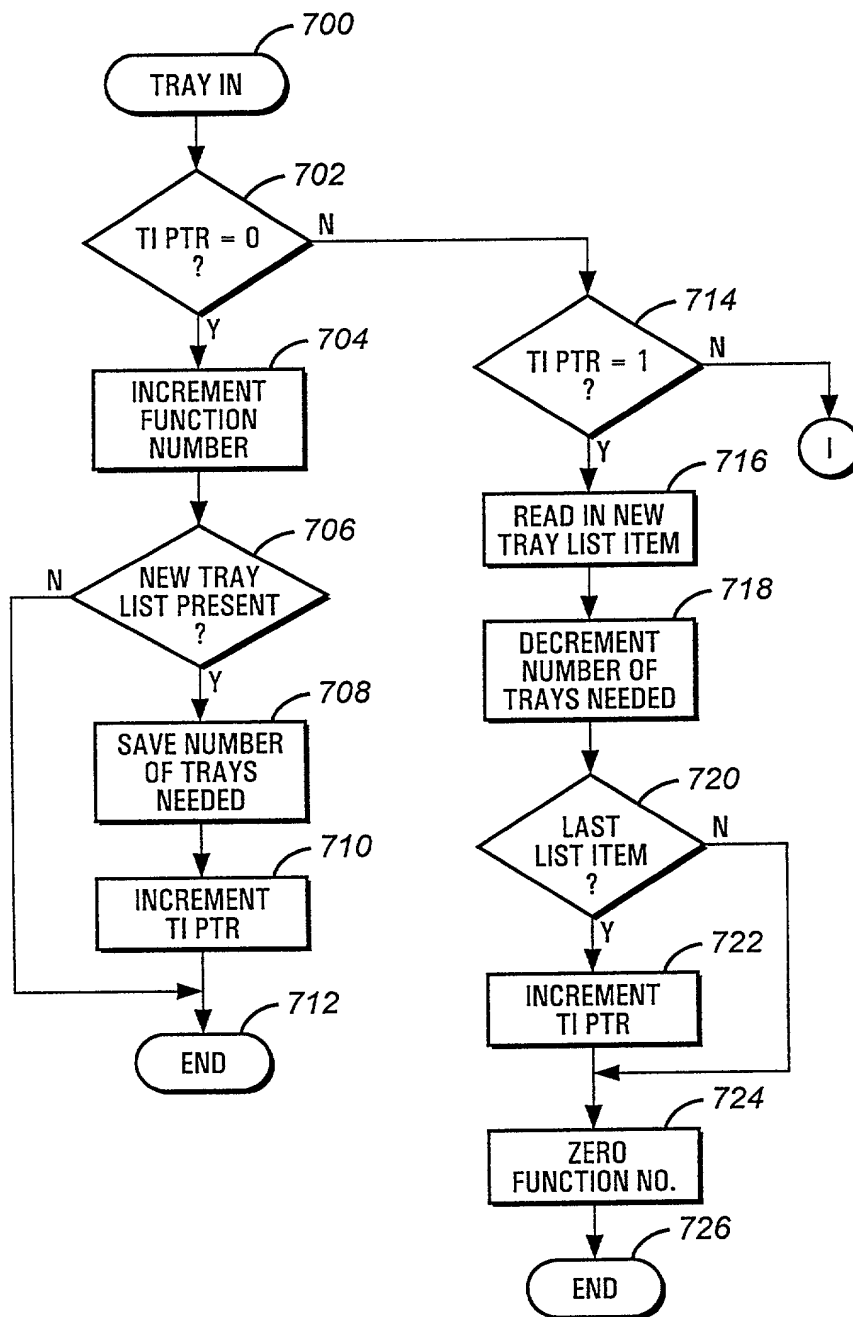 700
TRAY IN
702
TI PTR = 0
?
N
Y
704
INCREMENT
FUNCTION
NUMBER
706
NEW TRAY
LIST PRESENT
?
N
Y
708
SAVE NUMBER
OF TRAYS
NEEDED
710
INCREMENT
TI PTR
712
END
714
TI PTR = 1
?
N
I
Y
716
READ IN NEW
TRAY LIST ITEM
718
DECREMENT
NUMBER OF
TRAYS NEEDED
720
LAST
LIST ITEM
?
N
Y
722
INCREMENT
TI PTR
724
ZERO
FUNCTION NO.
726
END